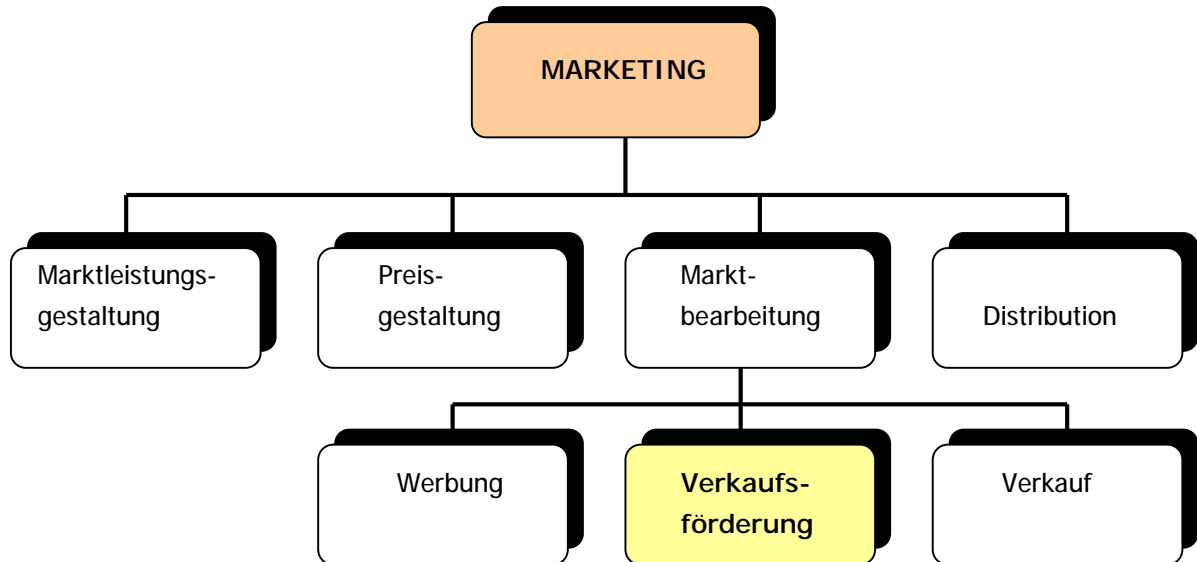 MARKETING
Marktleistungs-
gestaltung
Preis-
gestaltung
Markt-
bearbeitung
Distribution
Werbung
Verkaufs-
förderung
Verkauf